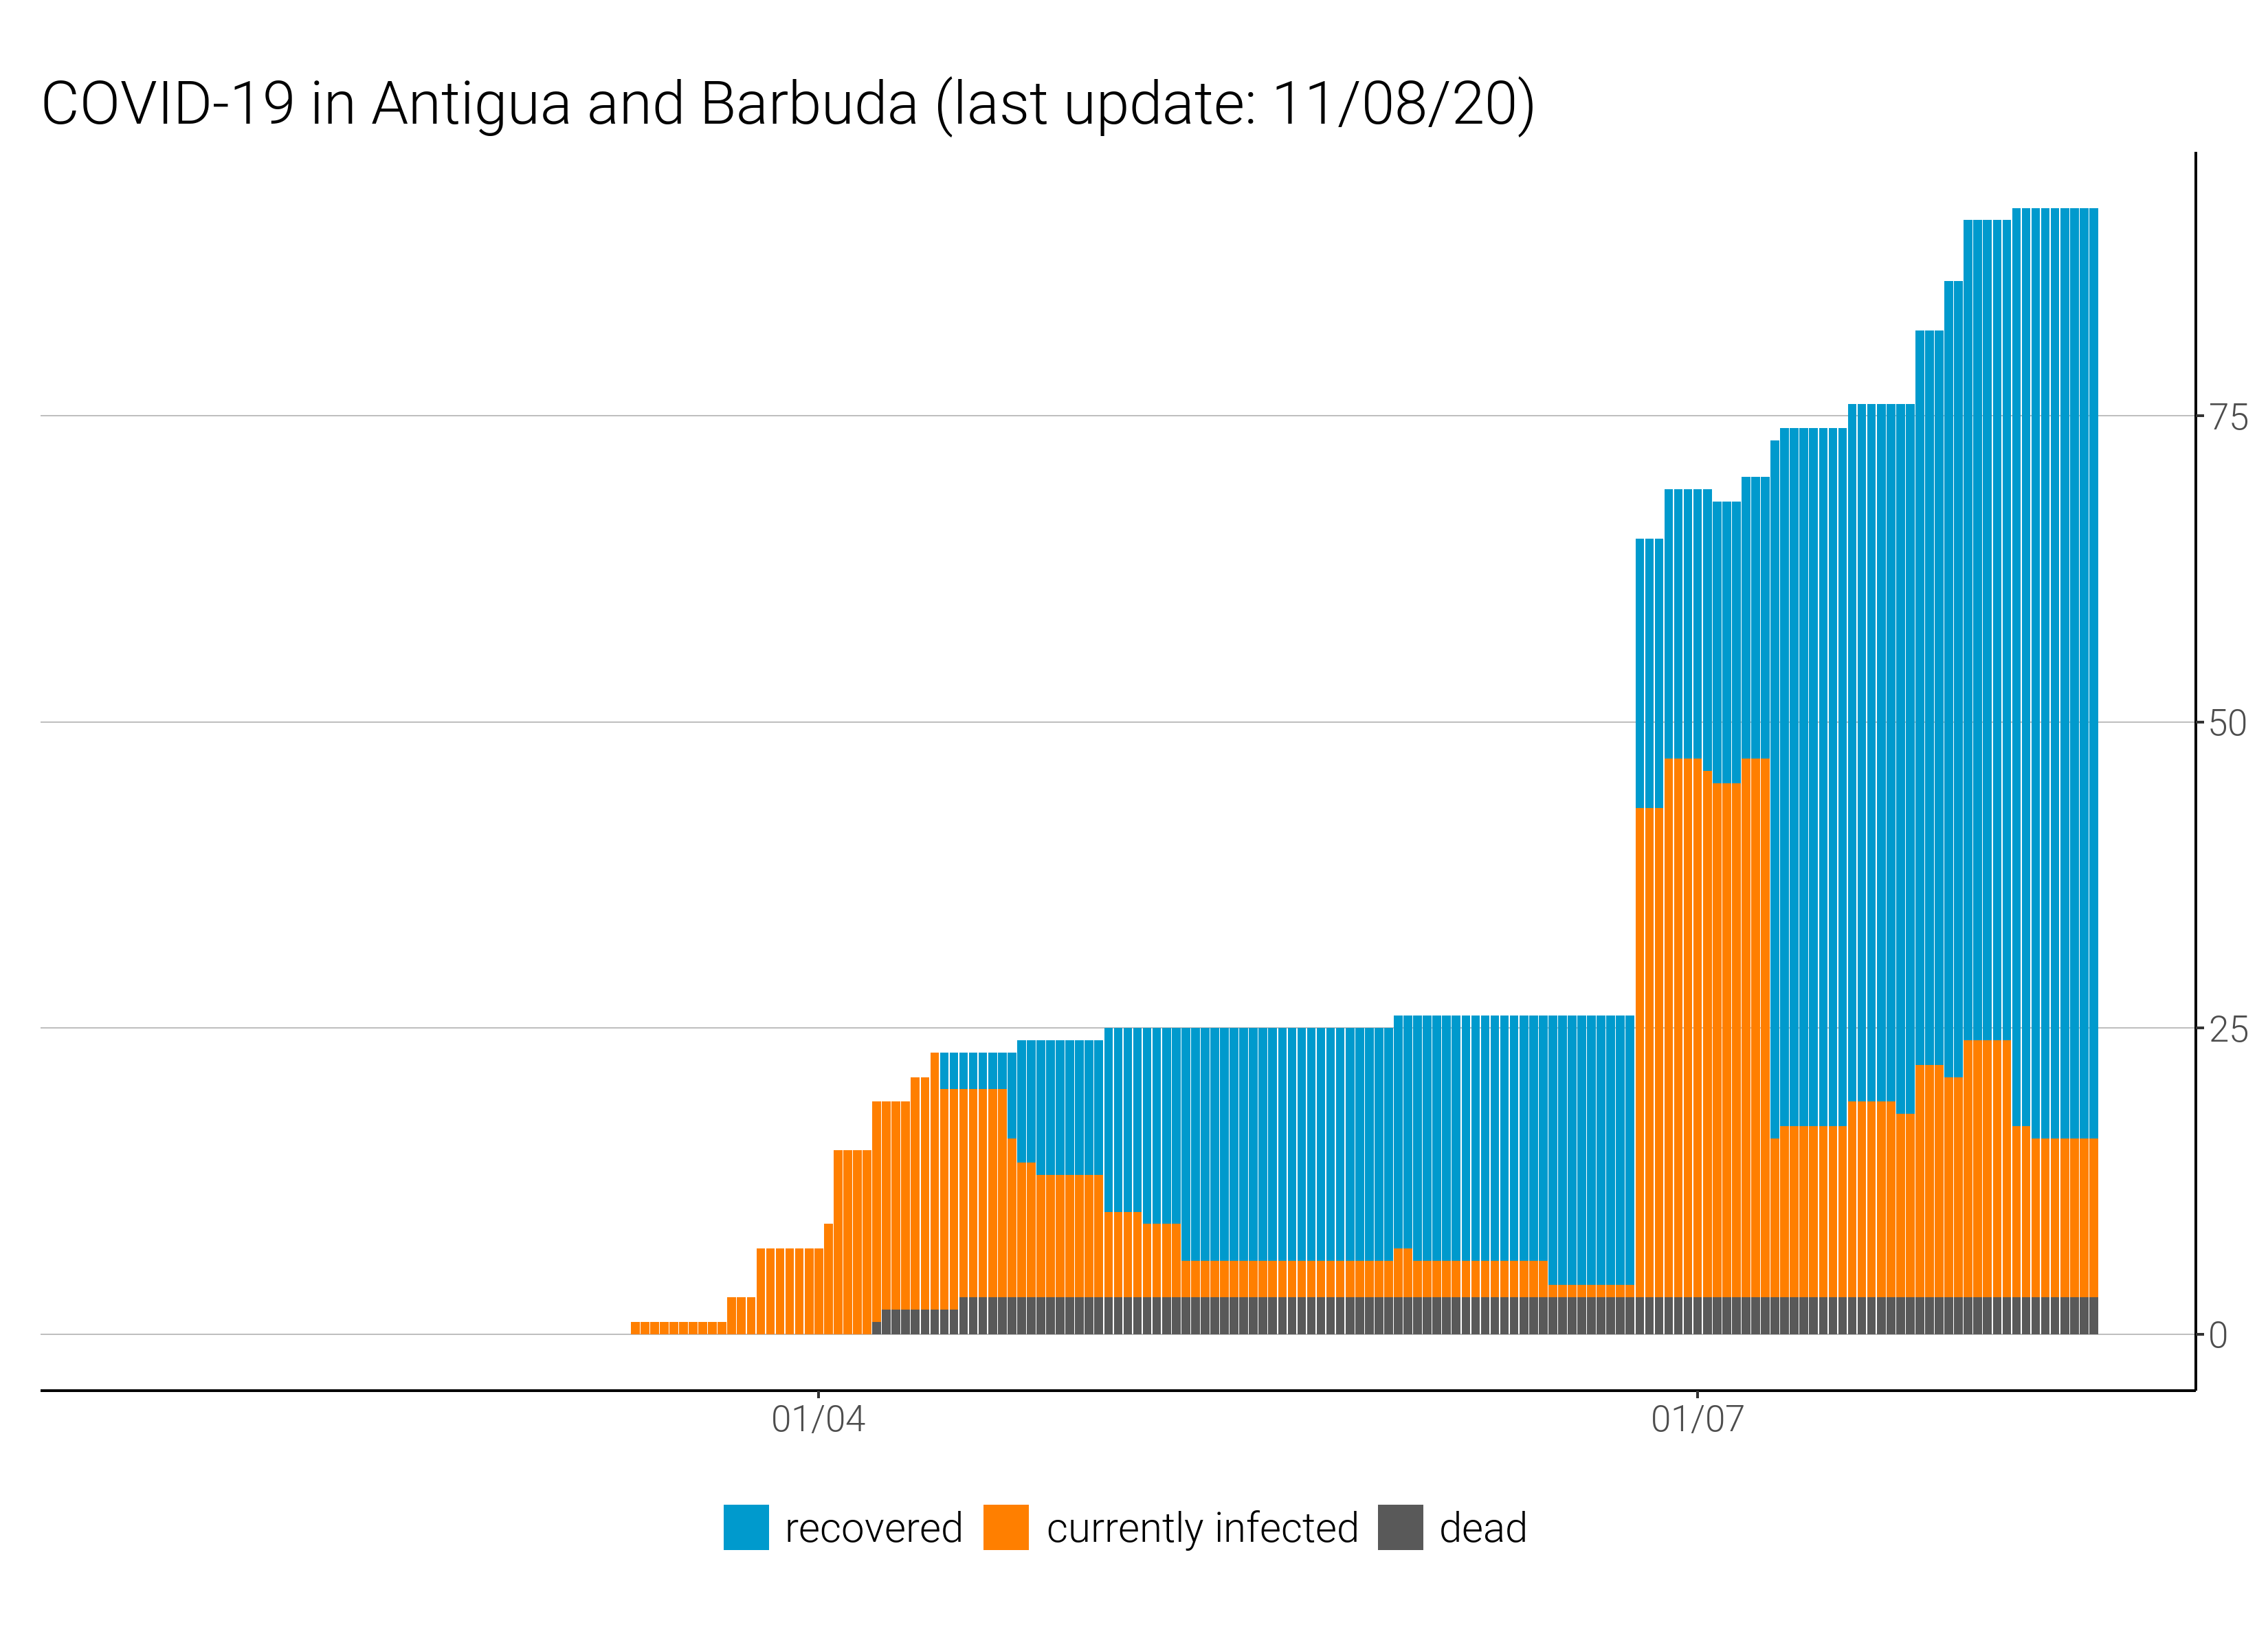 COVID-19 in Antigua and Barbuda (last update: 11/08/20)
75
50
25
0
01/04 01/07
recovered currently infected dead